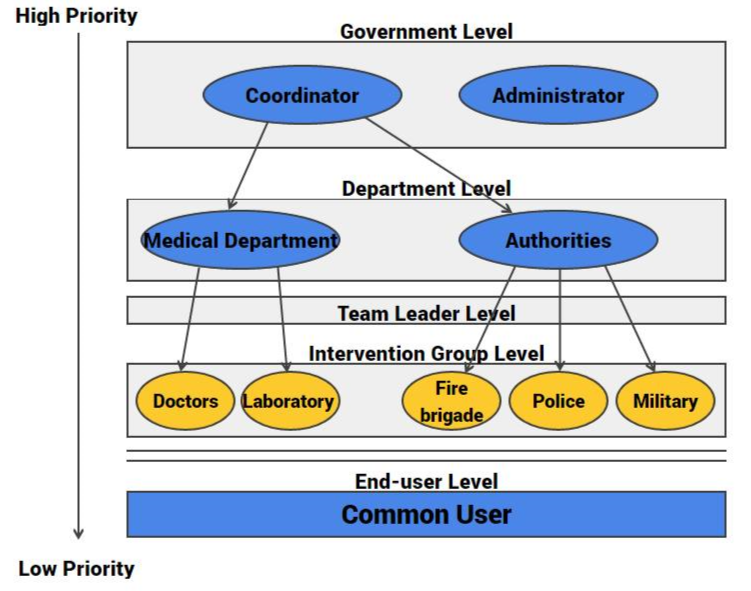 High Priority
Government Level
Coordinator
Administrator
Department Level
Medical Department
Authorities
Team Leader Level
Intervention Group Level
Doctors
Laboratory
Fire
brigade
Police
Military
End-user Level
Common User
Low Priority